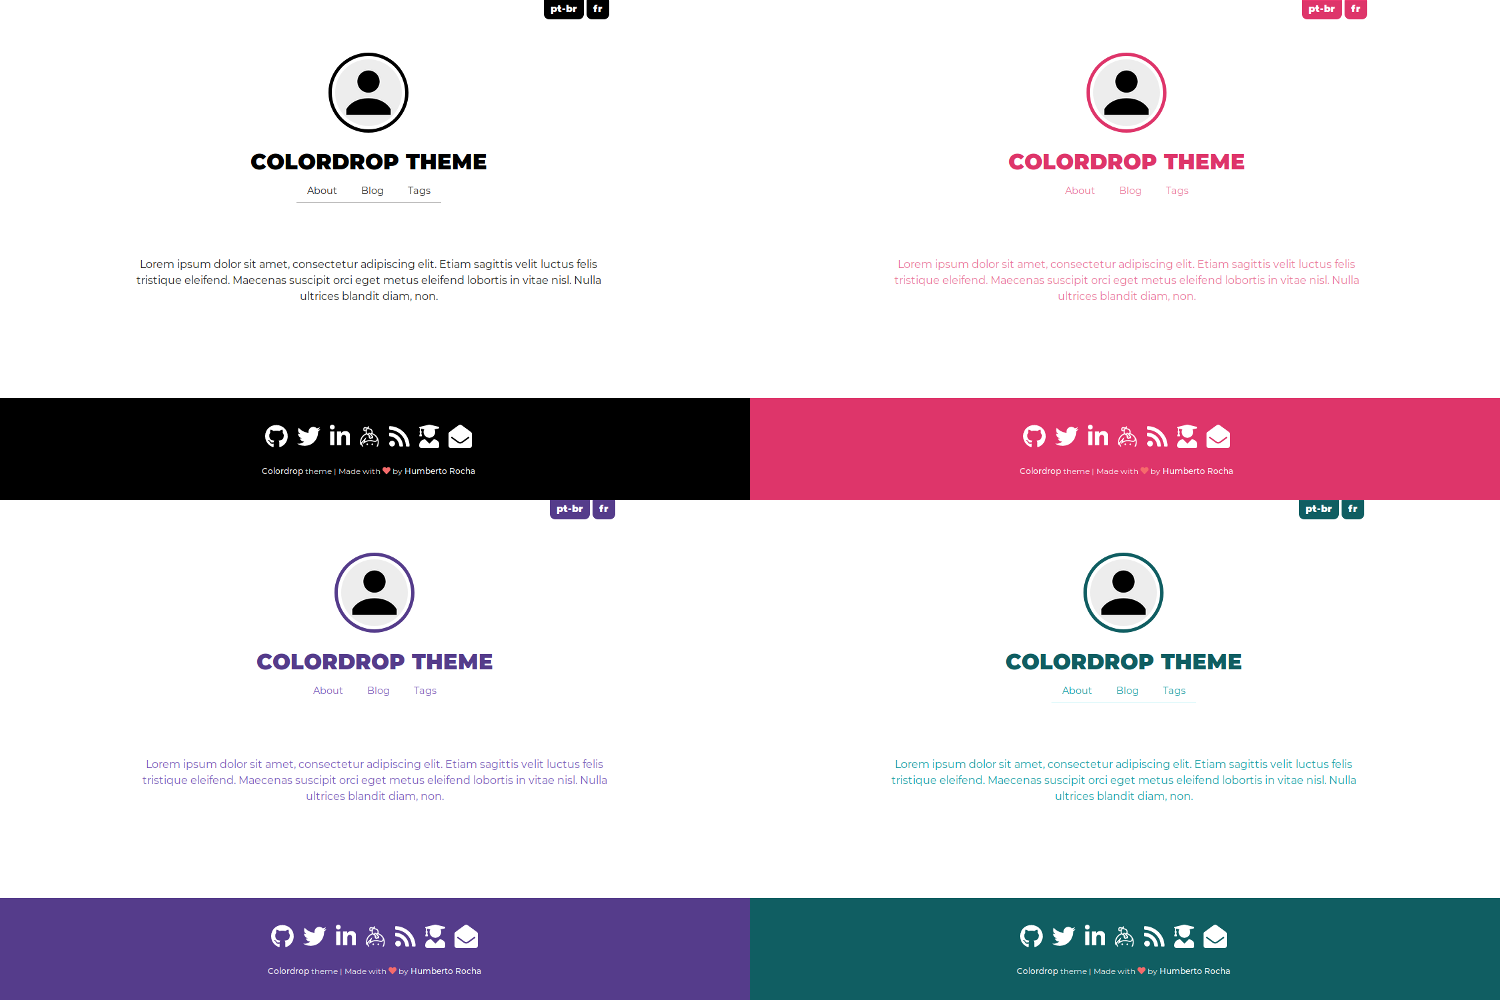 pt-br fr
COLORDROP THEME
About Blog Tags
Lorem ipsum dolor sit amet, consectetur adipiscing elit. Etiam sagittis velit luctus felis
tristique eleifend. Maecenas suscipit orci eget metus eleifend lobortis in vitae nisl. Nulla
ultrices blandit diam, non.
Colordrop theme | Made with ❤ by Humberto Rocha
pt-br fr
COLORDROP THEME
About Blog Tags
Lorem ipsum dolor sit amet, consectetur adipiscing elit. Etiam sagittis velit luctus felis
tristique eleifend. Maecenas suscipit orci eget metus eleifend lobortis in vitae nisl. Nulla
ultrices blandit diam, non.
Colordrop theme | Made with ❤ by Humberto Rocha
pt-br fr
COLORDROP THEME
About Blog Tags
Lorem ipsum dolor sit amet, consectetur adipiscing elit. Etiam sagittis velit luctus felis
tristique eleifend. Maecenas suscipit orci eget metus eleifend lobortis in vitae nisl. Nulla
ultrices blandit diam, non.
Colordrop theme | Made with ❤ by Humberto Rocha
pt-br fr
COLORDROP THEME
About Blog Tags
Lorem ipsum dolor sit amet, consectetur adipiscing elit. Etiam sagittis velit luctus felis
tristique eleifend. Maecenas suscipit orci eget metus eleifend lobortis in vitae nisl. Nulla
ultrices blandit diam, non.
Colordrop theme | Made with ❤ by Humberto Rocha